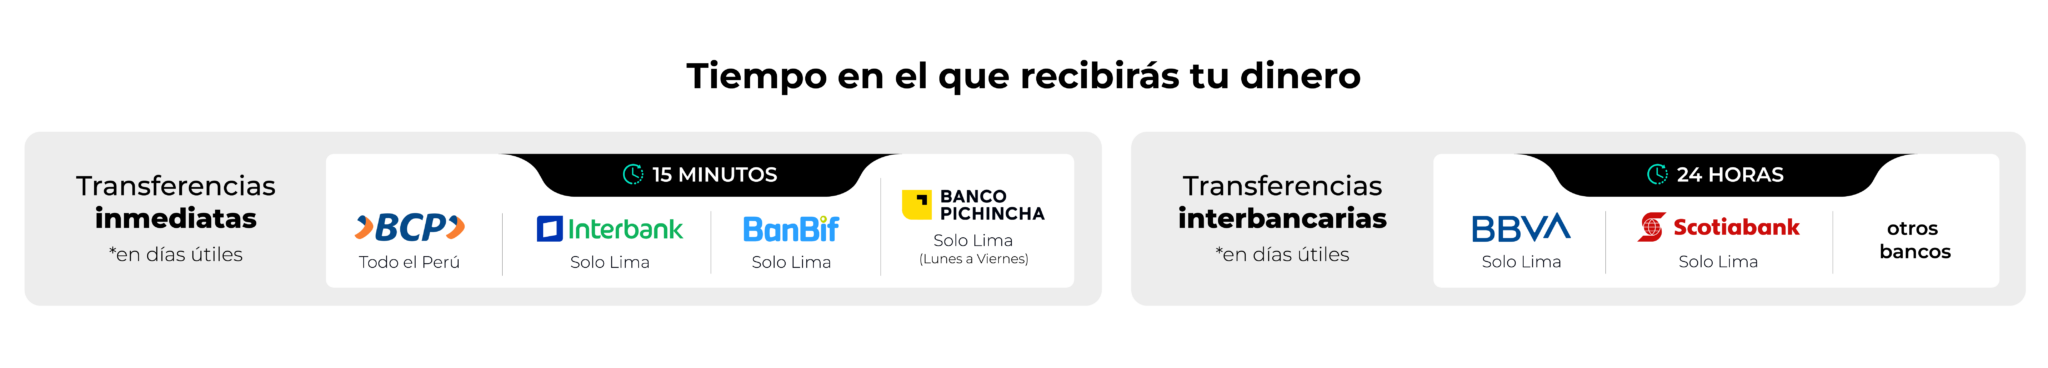 Tiempo en el que recibirás tu dinero
Transferencias
inmediatas
*en días útiles
15 MINUTOS
BCP
Todo el Perú
Interbank
Solo Lima
BanBif
Solo Lima
BANCO
PICHINCHA
Solo Lima
(Lunes a Viernes)
Transferencias
interbancarias
*en días útiles
24 HORAS
BBVA
Solo Lima
Scotiabank
Solo Lima
otros
bancos